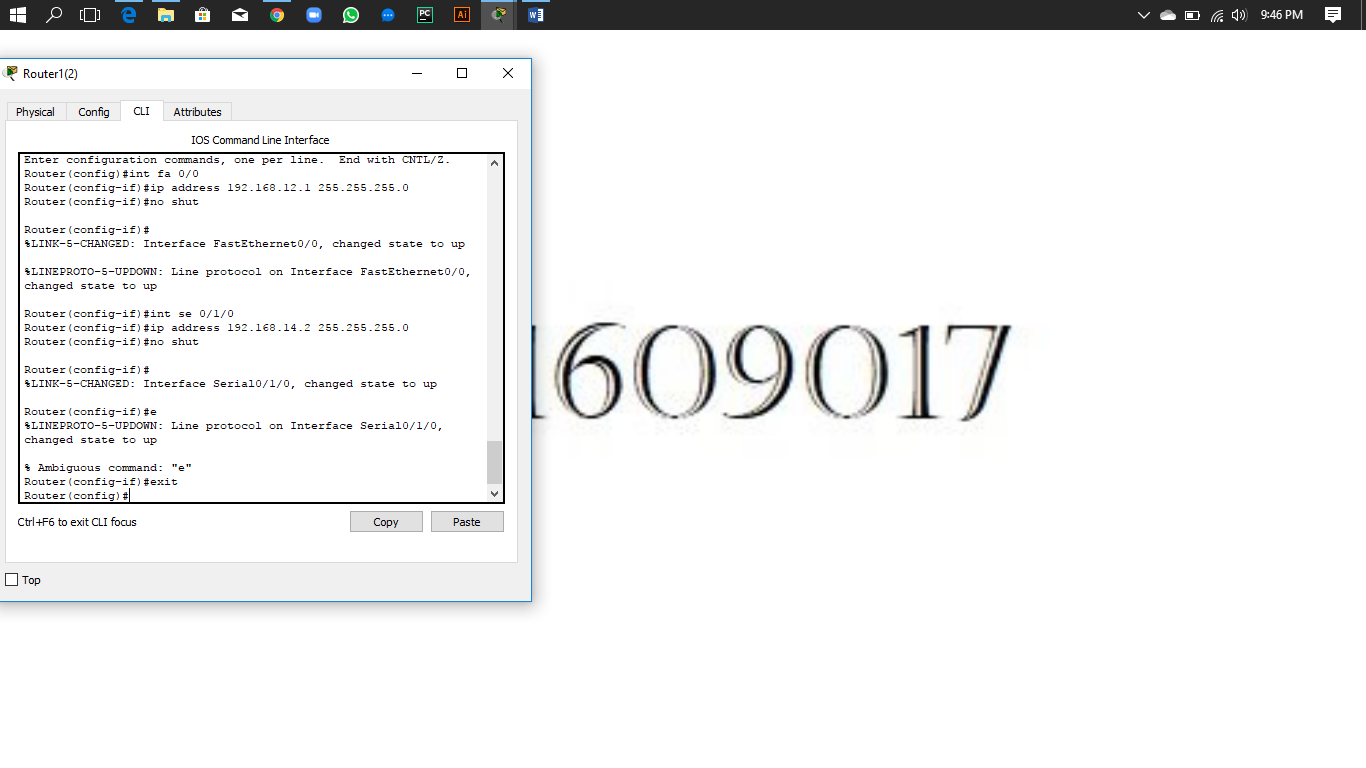 9:46 PM
Router1(2)
Physical Config CLI Attributes
IOS Command Line Interface
Enter configuration commands, one per line.  End with CNTL/Z.
Router(config)#int fa 0/0
Router(config-if)#ip address 192.168.12.1 255.255.255.0
Router(config-if)#no shut
Router(config-if)#
%LINK-5-CHANGED: Interface FastEthernet0/0, changed state to up
%LINEPROTO-5-UPDOWN: Line protocol on Interface FastEthernet0/0,
changed state to up
Router(config-if)#int se 0/1/0
Router(config-if)#ip address 192.168.14.2 255.255.255.0
Router(config-if)#no shut
Router(config-if)#
%LINK-5-CHANGED: Interface Serial0/1/0, changed state to up
Router(config-if)#e
%LINEPROTO-5-UPDOWN: Line protocol on Interface Serial0/1/0,
changed state to up
% Ambiguous command: "e"
Router(config-if)#exit
Router(config)#
Ctrl+F6 to exit CLI focus
Copy Paste
Top
1609017